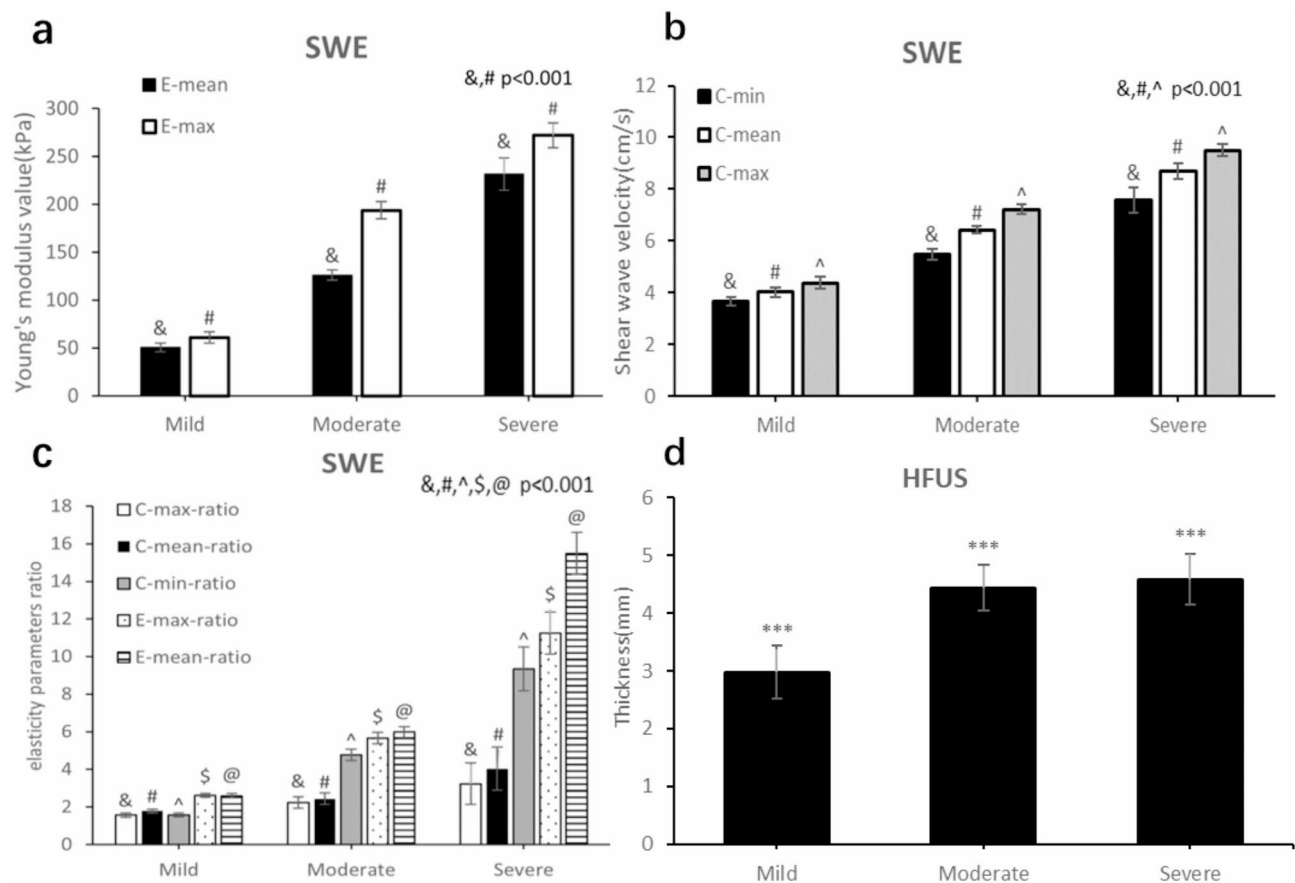 a
SWE
&,# p<0.001
E-mean
E-max
Young's modulus value(kPa)
300
250
200
150
100
50
0
& # & # & #
Mild Moderate Severe
b
SWE
&,#,^ p<0.001
C-min
C-mean
C-max
Shear wave velocity(cm/s)
12
10
8
6
4
2
0
& # ^ & # ^ & # ^
Mild Moderate Severe
c
SWE
&,#,^,$,@ p<0.001
C-max-ratio
C-mean-ratio
C-min-ratio
E-max-ratio
E-mean-ratio
elasticity parameters ratio
18
16
14
12
10
8
6
4
2
0
& # ^ $ @ & # ^ $ @ & # ^ $ @
Mild Moderate Severe
d
HFUS
Thickness(mm)
6
5
4
3
2
1
0
*** *** ***
Mild Moderate Severe